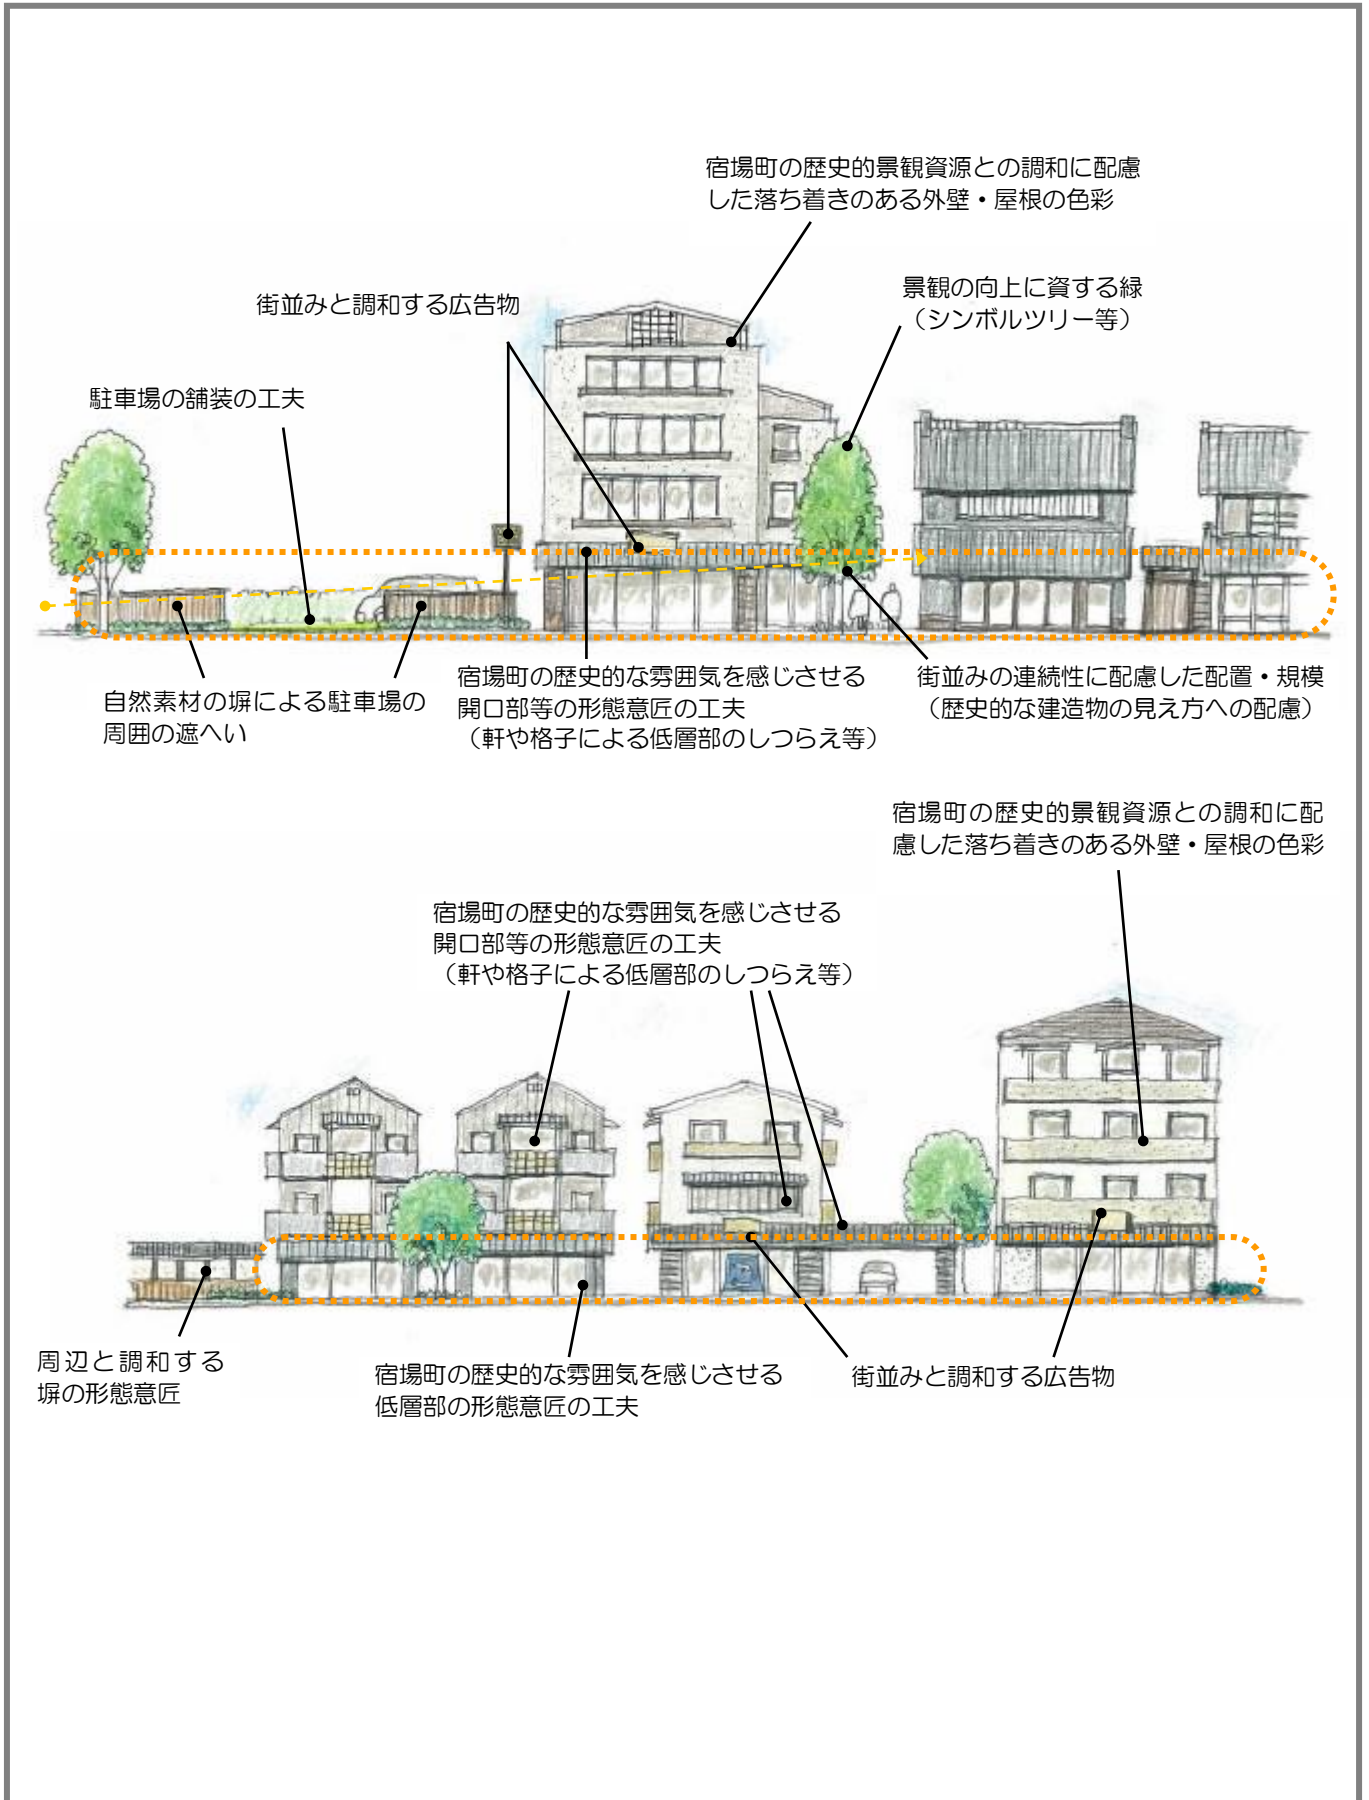 宿場町の歴史的景観資源との調和に配慮
した落ち着きのある外壁・屋根の色彩
景観の向上に資する緑
（シンボルツリー等）
街並みと調和する広告物
駐車場の舗装の工夫
自然素材の塀による駐車場の
周囲の遮へい
宿場町の歴史的な雰囲気を感じさせる
開口部等の形態意匠の工夫
（軒や格子による低層部のしつらえ等）
街並みの連続性に配慮した配置・規模
（歴史的な建造物の見え方への配慮）
宿場町の歴史的景観資源との調和に配
慮した落ち着きのある外壁・屋根の色彩
宿場町の歴史的な雰囲気を感じさせる
開口部等の形態意匠の工夫
（軒や格子による低層部のしつらえ等）
周辺と調和する
塀の形態意匠
宿場町の歴史的な雰囲気を感じさせる
低層部の形態意匠の工夫
街並みと調和する広告物